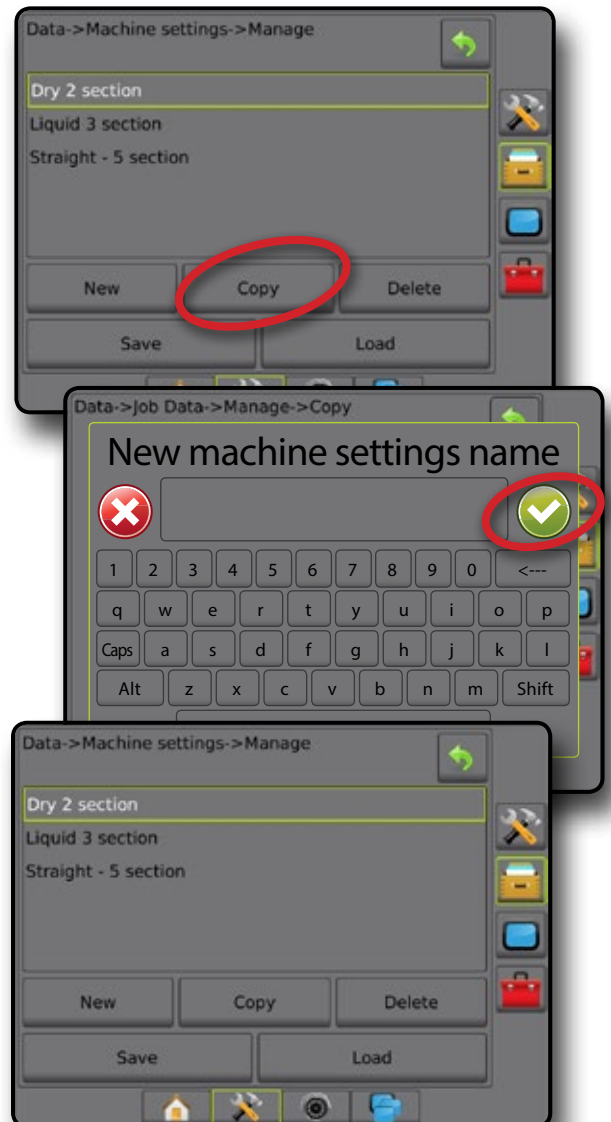 Data->Machine settings->Manage
Dry 2 section
Liquid 3 section
Straight - 5 section
New Copy Delete
Save Load
Data->Job Data->Manage->Copy
New machine settings name
1 2 3 4 5 6 7 8 9 0 <---
q w e r t y u i o p
Caps a s d f g h j k l
Alt z x c v b n m Shift
Data->Machine settings->Manage
Dry 2 section
Liquid 3 section
Straight - 5 section
New Copy Delete
Save Load